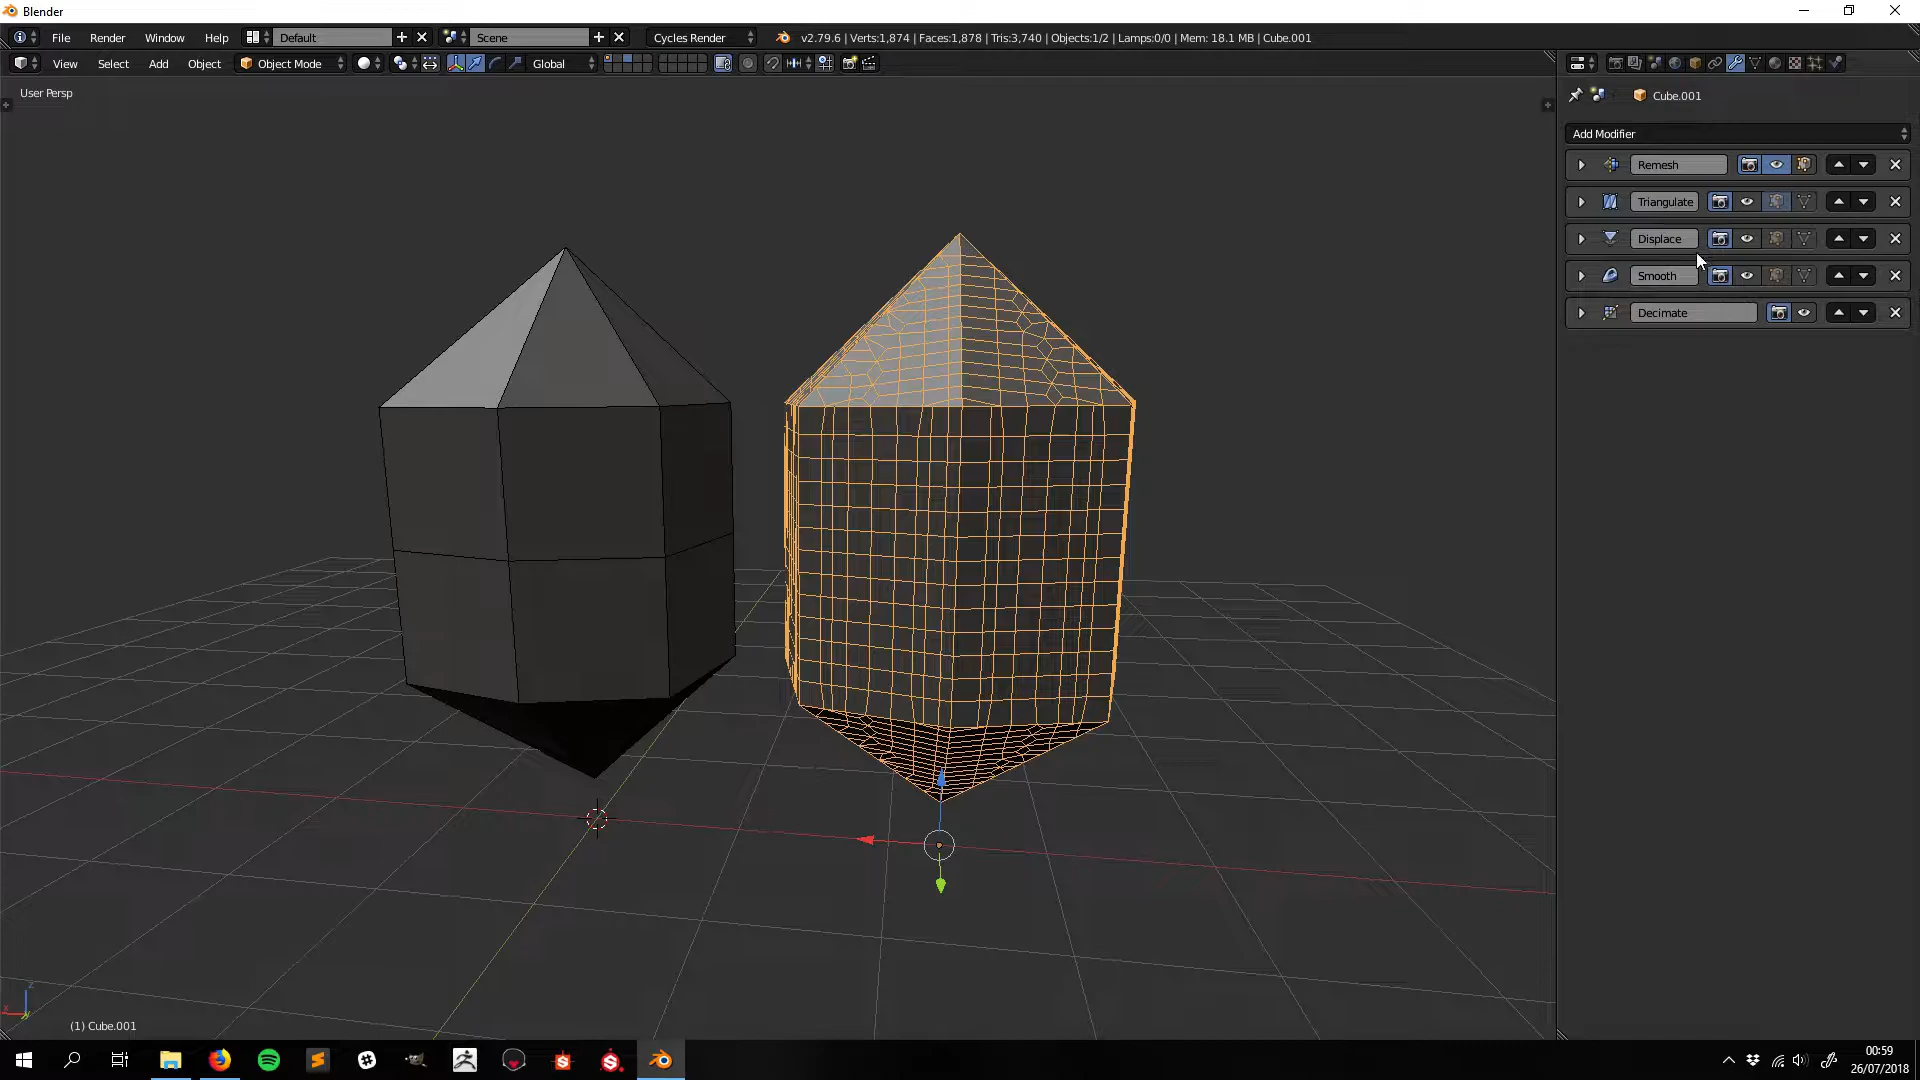 Blender
File Render Window Help Default Scene Cycles Render v2.79.6 | Verts:1,874 | Faces:1,878 | Tris:3,740 | Objects:1/2 | Lamps:0/0 | Mem: 18.1 MB | Cube.001
View Select Add Object Object Mode Global
User Persp
Cube.001
Add Modifier
Remesh
Triangulate
Displace
Smooth
Decimate
(1) Cube.001
00:59
26/07/2018